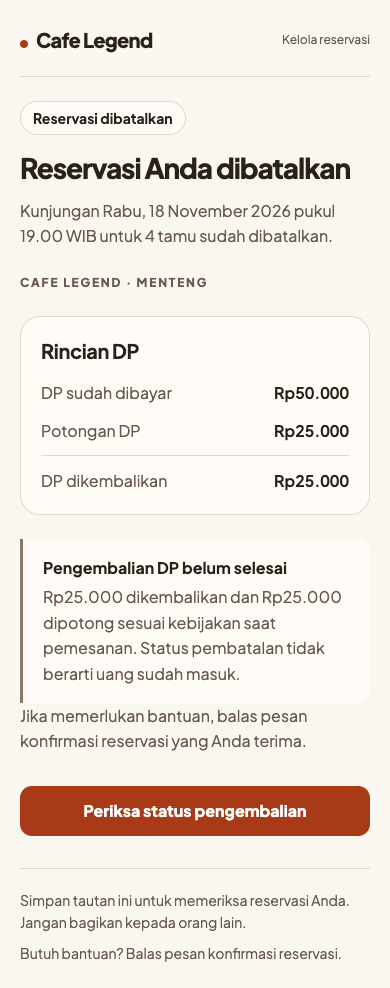 Cafe Legend
Kelola reservasi
Reservasi dibatalkan
Reservasi Anda dibatalkan
Kunjungan Rabu, 18 November 2026 pukul
19.00 WIB untuk 4 tamu sudah dibatalkan.
CAFE LEGEND · MENTENG
Rincian DP
DP sudah dibayar Rp50.000
Potongan DP Rp25.000
DP dikembalikan Rp25.000
Pengembalian DP belum selesai
Rp25.000 dikembalikan dan Rp25.000
dipotong sesuai kebijakan saat
pemesanan. Status pembatalan tidak
berarti uang sudah masuk.
Jika memerlukan bantuan, balas pesan
konfirmasi reservasi yang Anda terima.
Periksa status pengembalian
Simpan tautan ini untuk memeriksa reservasi Anda.
Jangan bagikan kepada orang lain.
Butuh bantuan? Balas pesan konfirmasi reservasi.